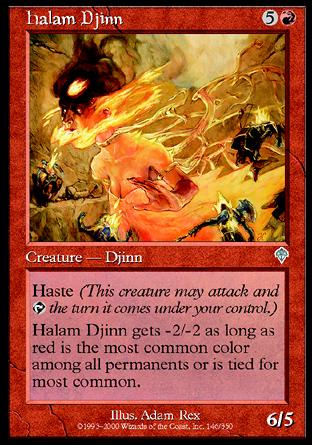 Halam Djinn 5
Creature — Djinn
Haste (This creature may attack and
the turn it comes under your control.)
Halam Djinn gets -2/-2 as long as
red is the most common color
among all permanents or is tied for
most common.
6/5
Illus. Adam Rex
©1993-2000 Wizards of the Coast, Inc. 146/350